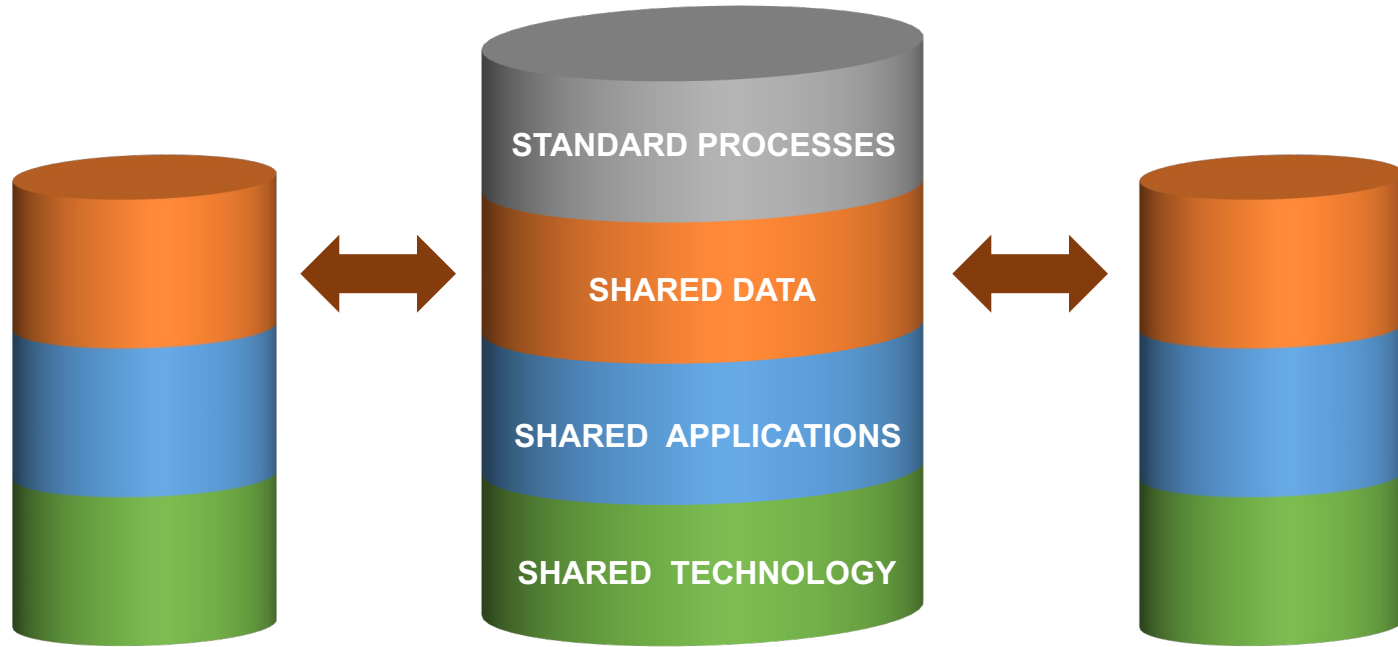 STANDARD PROCESSES
SHARED DATA
SHARED APPLICATIONS
SHARED TECHNOLOGY